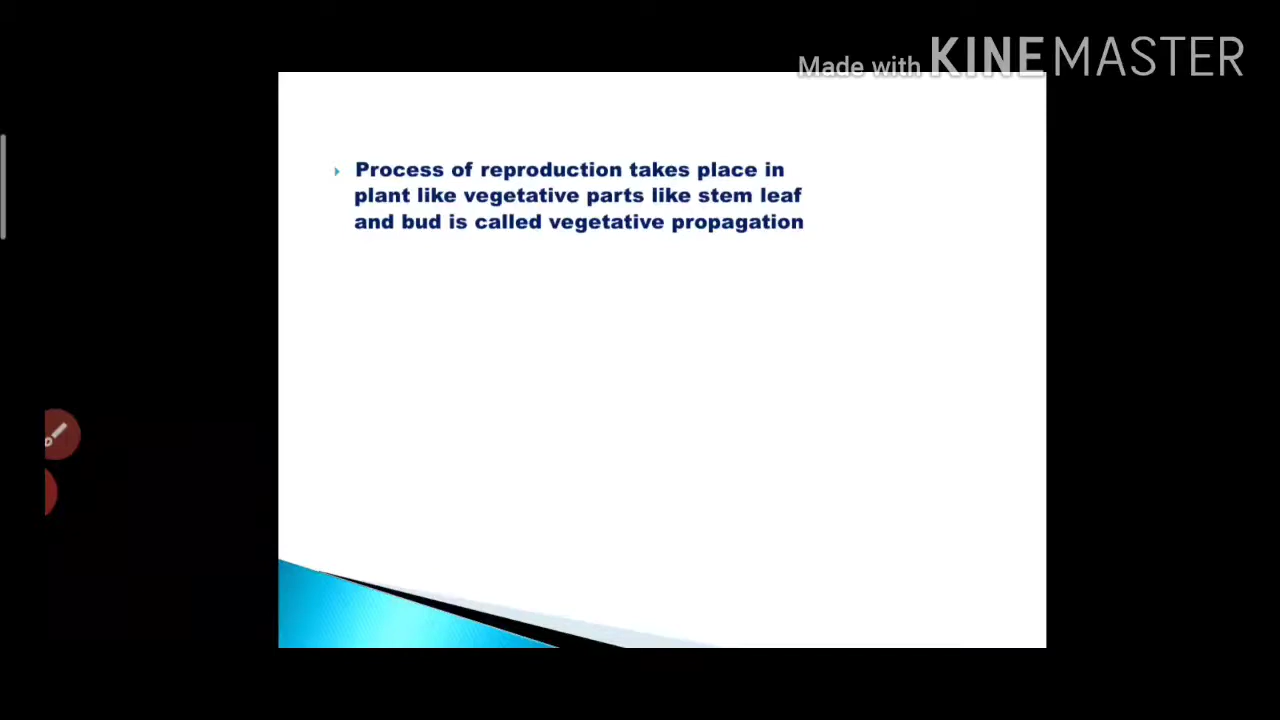 Made with KINEMASTER
Process of reproduction takes place in
plant like vegetative parts like stem leaf
and bud is called vegetative propagation